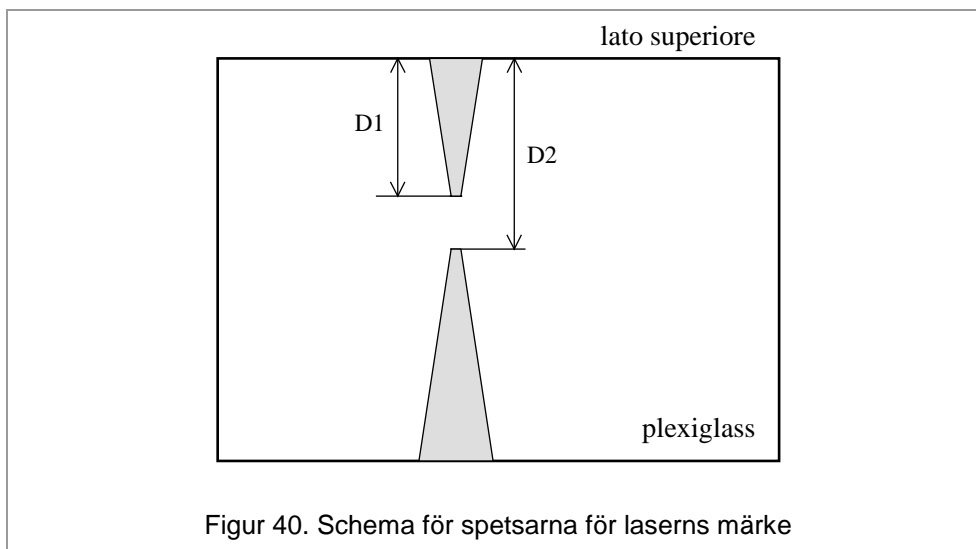 lato superiore
D1
D2
plexiglass
Figur 40. Schema för spetsarna för laserns märke